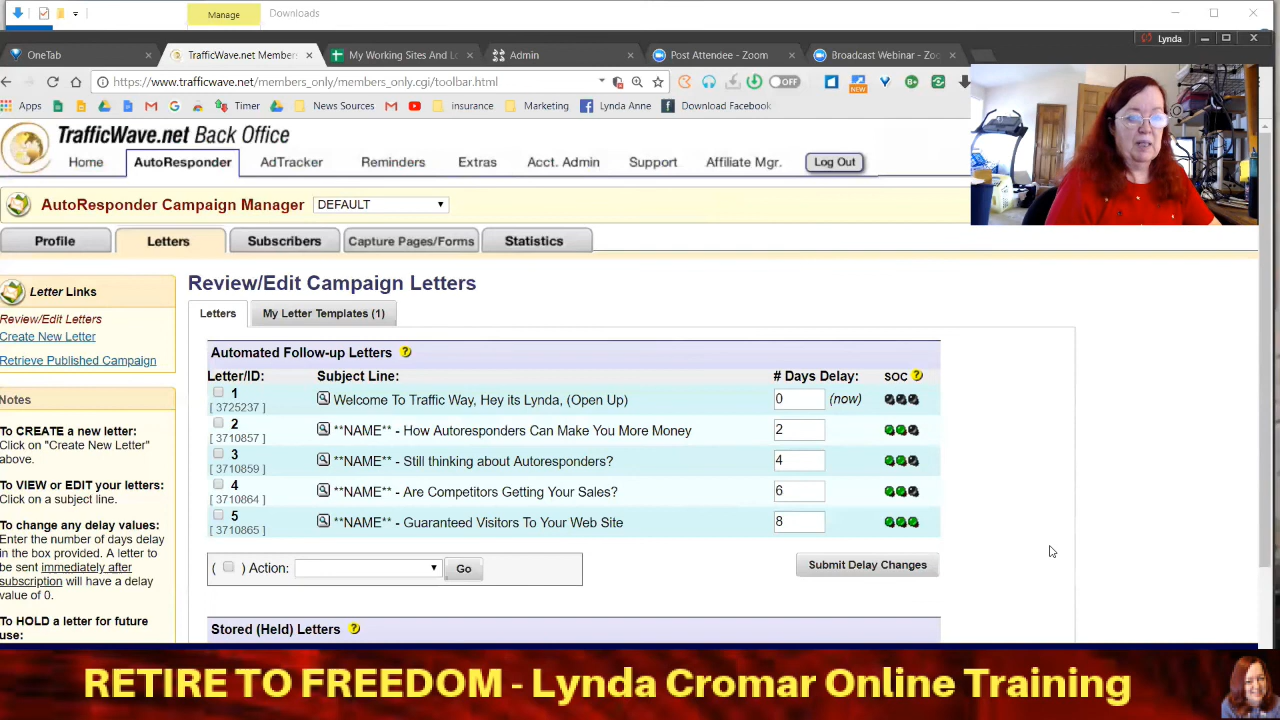 Manage
Downloads
OneTab
TrafficWave.net Members
My Working Sites And Lo
Admin
Post Attendee - Zoom
Broadcast Webinar - Zoo
Lynda
https://www.trafficwave.net/members_only/members_only.cgi/toolbar.html
OFF
NEW
Apps
Timer
News Sources
insurance
Marketing
Lynda Anne
Download Facebook
TrafficWave.net Back Office
Home
AutoResponder
AdTracker
Reminders
Extras
Acct. Admin
Support
Affiliate Mgr.
Log Out
AutoResponder Campaign Manager
DEFAULT
Profile
Letters
Subscribers
Capture Pages/Forms
Statistics
Letter Links
Review/Edit Letters
Create New Letter
Retrieve Published Campaign
Notes
To CREATE a new letter:
Click on "Create New Letter"
above.
To VIEW or EDIT your letters:
Click on a subject line.
To change any delay values:
Enter the number of days delay
in the box provided. A letter to
be sent immediately after
subscription will have a delay
value of 0.
To HOLD a letter for future
use:
Review/Edit Campaign Letters
Letters
My Letter Templates (1)
Automated Follow-up Letters ?
Letter/ID: Subject Line: # Days Delay: SOC ?
1 Welcome To Traffic Way, Hey its Lynda, (Open Up) 0 (now)
[ 3725237 ]
2 **NAME** - How Autoresponders Can Make You More Money 2
[ 3710857 ]
3 **NAME** - Still thinking about Autoresponders? 4
[ 3710859 ]
4 **NAME** - Are Competitors Getting Your Sales? 6
[ 3710864 ]
5 **NAME** - Guaranteed Visitors To Your Web Site 8
[ 3710865 ]
( ) Action:
Go
Submit Delay Changes
Stored (Held) Letters ?
RETIRE TO FREEDOM - Lynda Cromar Online Training